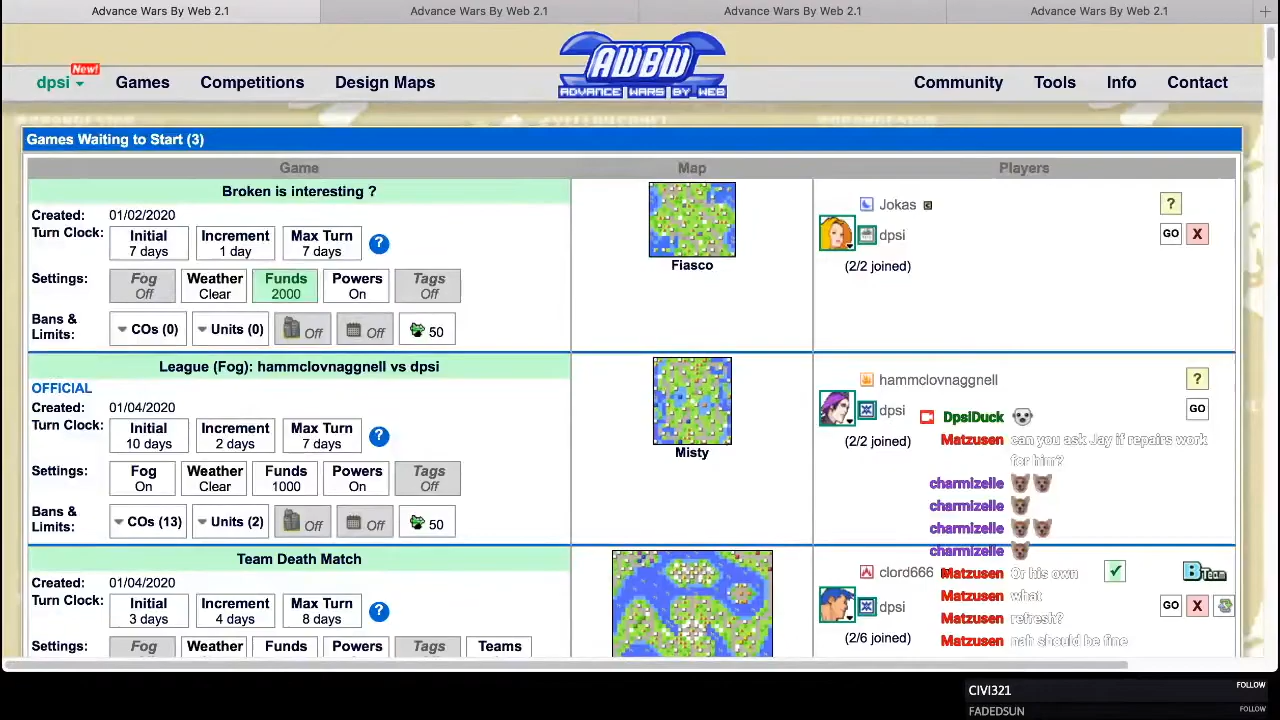 Advance Wars By Web 2.1
Advance Wars By Web 2.1
Advance Wars By Web 2.1
Advance Wars By Web 2.1
dpsi
New!
Games
Competitions
Design Maps
AWBW
ADVANCE WARS BY WEB
Community
Tools
Info
Contact
Games Waiting to Start (3)
Game
Map
Players
Broken is interesting ?
Created: 01/02/2020
Turn Clock:
Initial
7 days
Increment
1 day
Max Turn
7 days
?
Settings:
Fog
Off
Weather
Clear
Funds
2000
Powers
On
Tags
Off
Bans & Limits:
COs (0)
Units (0)
Off
Off
50
Fiasco
Jokas
dpsi
(2/2 joined)
?
GO
X
League (Fog): hammclovnaggnell vs dpsi
OFFICIAL
Created: 01/04/2020
Turn Clock:
Initial
10 days
Increment
2 days
Max Turn
7 days
?
Settings:
Fog
On
Weather
Clear
Funds
1000
Powers
On
Tags
Off
Bans & Limits:
COs (13)
Units (2)
Off
Off
50
Misty
hammclovnaggnell
dpsi
(2/2 joined)
?
GO
DpsiDuck
Matzusen can you ask Jay if repairs work
for him?
charmizelle
charmizelle
charmizelle
charmizelle
Matzusen Or his own
Matzusen what
Matzusen refresh?
Matzusen nah should be fine
Team Death Match
Created: 01/04/2020
Turn Clock:
Initial
3 days
Increment
4 days
Max Turn
8 days
?
Settings:
Fog
Weather
Funds
Powers
Tags
Teams
clord666
dpsi
(2/6 joined)
B Team
GO
X
CIVI321
FOLLOW
FADEDSUN
FOLLOW